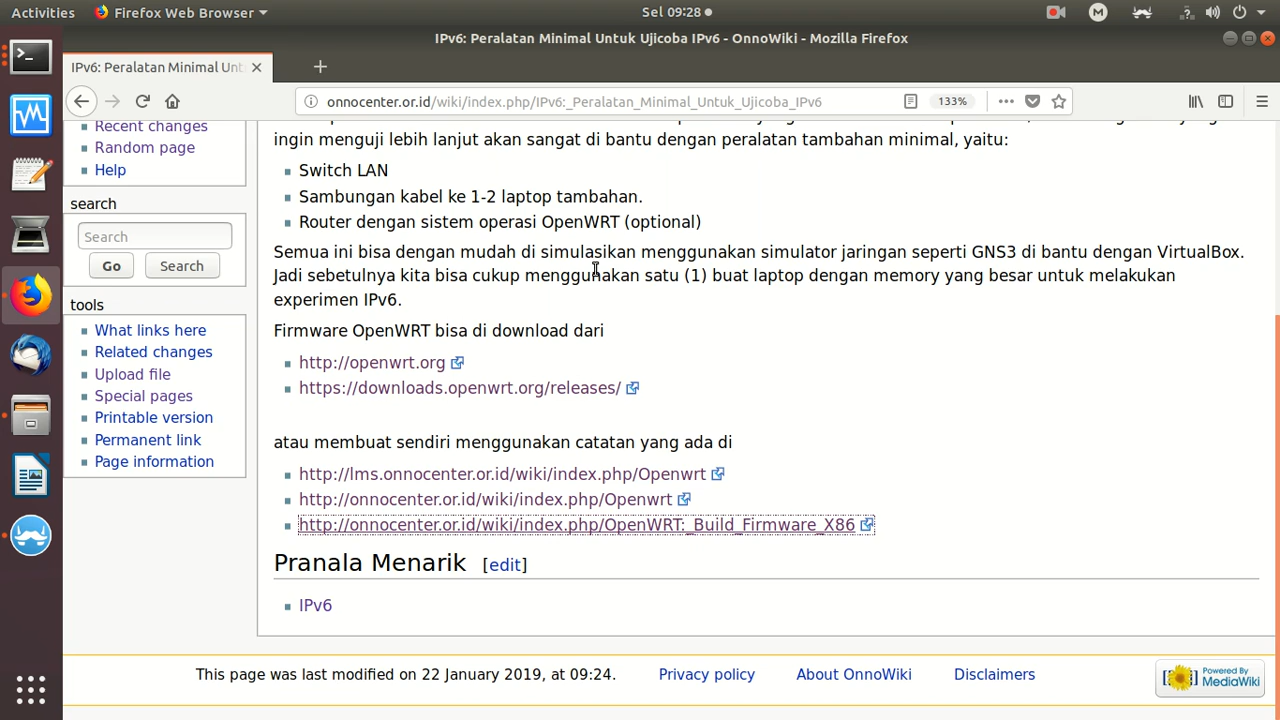 Activities
Firefox Web Browser
Sel 09:28
IPv6: Peralatan Minimal Untuk Ujicoba IPv6 - OnnoWiki - Mozilla Firefox
IPv6: Peralatan Minimal Unt
onnocenter.or.id/wiki/index.php/IPv6:_Peralatan_Minimal_Untuk_Ujicoba_IPv6
133%
Recent changes
Random page
Help
search
Search
Go
Search
tools
What links here
Related changes
Upload file
Special pages
Printable version
Permanent link
Page information
ingin menguji lebih lanjut akan sangat di bantu dengan peralatan tambahan minimal, yaitu:
Switch LAN
Sambungan kabel ke 1-2 laptop tambahan.
Router dengan sistem operasi OpenWRT (optional)
Semua ini bisa dengan mudah di simulasikan menggunakan simulator jaringan seperti GNS3 di bantu dengan VirtualBox.
Jadi sebetulnya kita bisa cukup menggunakan satu (1) buat laptop dengan memory yang besar untuk melakukan
experimen IPv6.
Firmware OpenWRT bisa di download dari
http://openwrt.org
https://downloads.openwrt.org/releases/
atau membuat sendiri menggunakan catatan yang ada di
http://lms.onnocenter.or.id/wiki/index.php/Openwrt
http://onnocenter.or.id/wiki/index.php/Openwrt
http://onnocenter.or.id/wiki/index.php/OpenWRT:_Build_Firmware_X86
Pranala Menarik [edit]
IPv6
This page was last modified on 22 January 2019, at 09:24.
Privacy policy
About OnnoWiki
Disclaimers
Powered By
MediaWiki